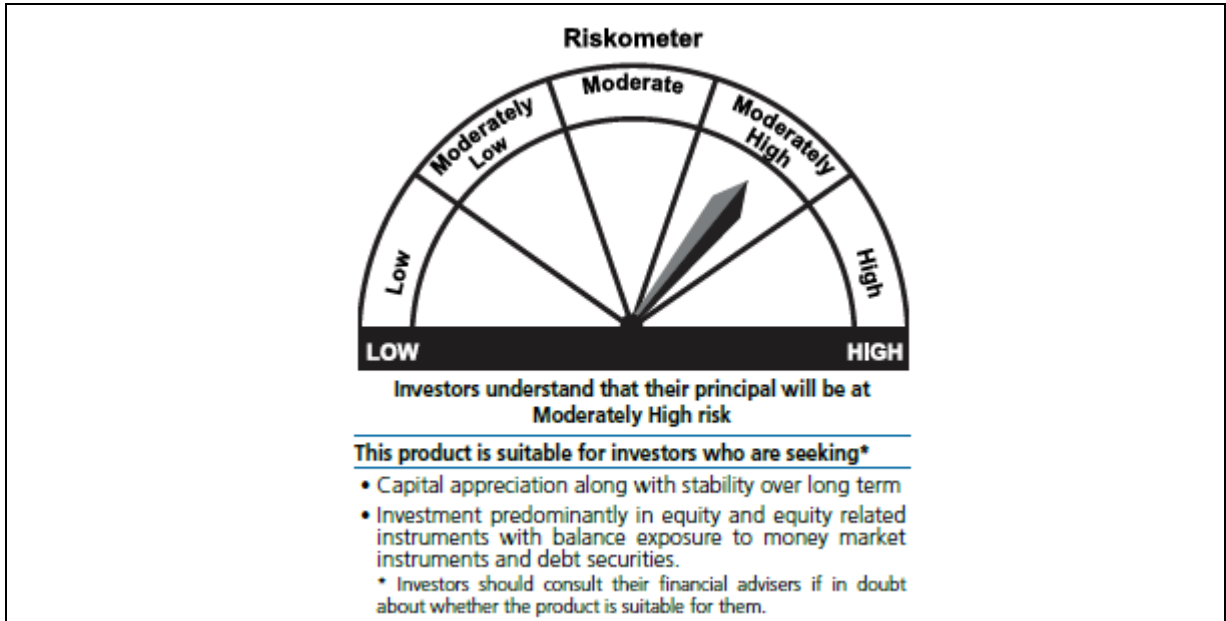 Riskometer
Low
Moderately
Low
Moderate
Moderately
High
High
LOW
HIGH
Investors understand that their principal will be at
Moderately High risk
This product is suitable for investors who are seeking*
• Capital appreciation along with stability over long term
• Investment predominantly in equity and equity related
instruments with balance exposure to money market
instruments and debt securities.
* Investors should consult their financial advisers if in doubt
about whether the product is suitable for them.